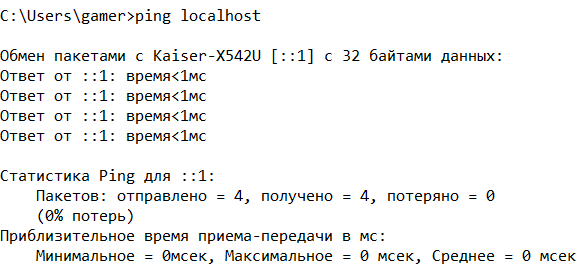 C:\Users\gamer>ping localhost
Обмен пакетами с Kaiser-X542U [::1] с 32 байтами данных:
Ответ от ::1: время<1мс
Ответ от ::1: время<1мс
Ответ от ::1: время<1мс
Ответ от ::1: время<1мс
Статистика Ping для ::1:
    Пакетов: отправлено = 4, получено = 4, потеряно = 0
    (0% потерь)
Приблизительное время приема-передачи в мс:
    Минимальное = 0мсек, Максимальное = 0 мсек, Среднее = 0 мсек